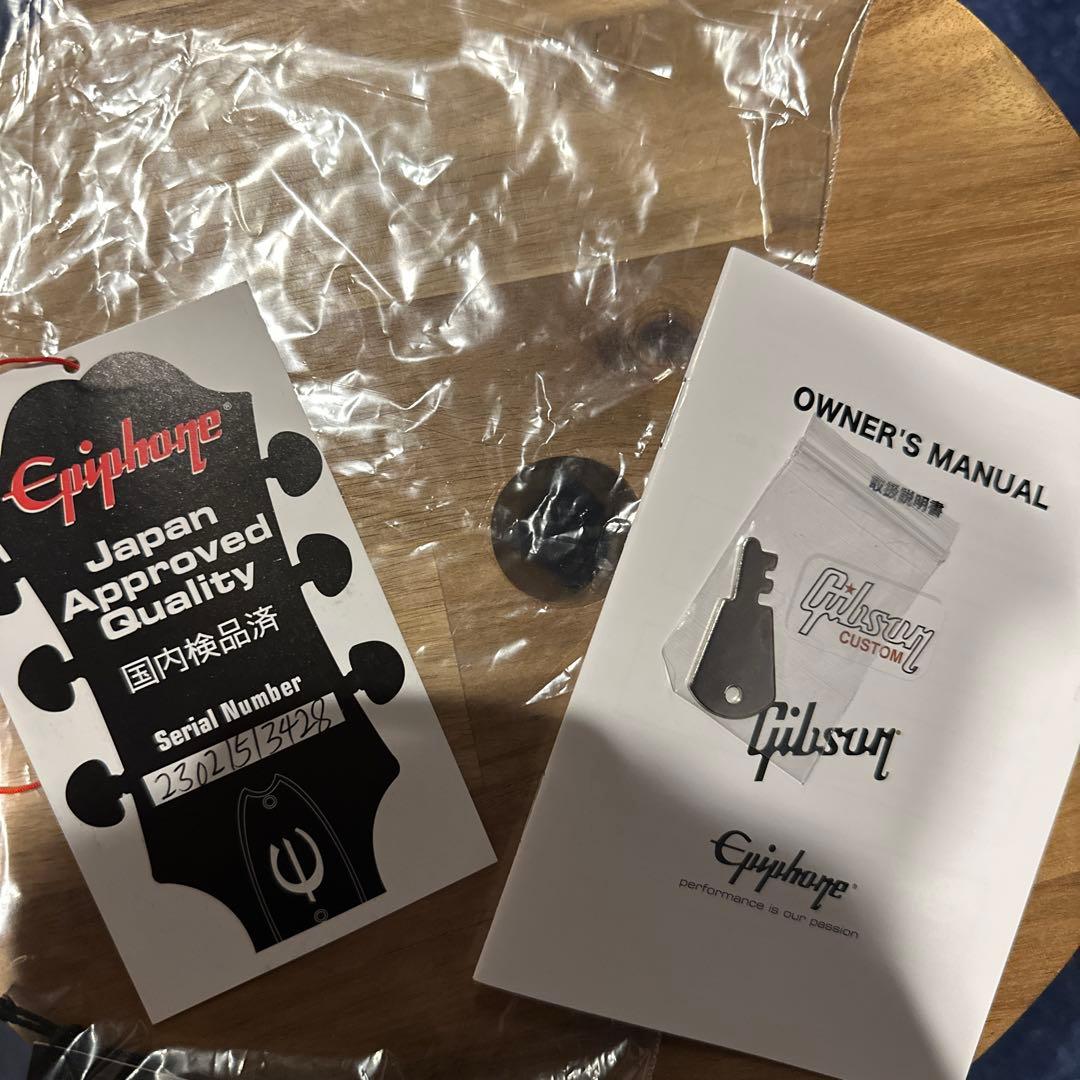 Epiphone®
Japan
Approved
Quality
国内検品済
Serial Number
23021513428
OWNER'S MANUAL
取扱説明書
Gibson
CUSTOM
Gibson
Epiphone®
performance is our passion